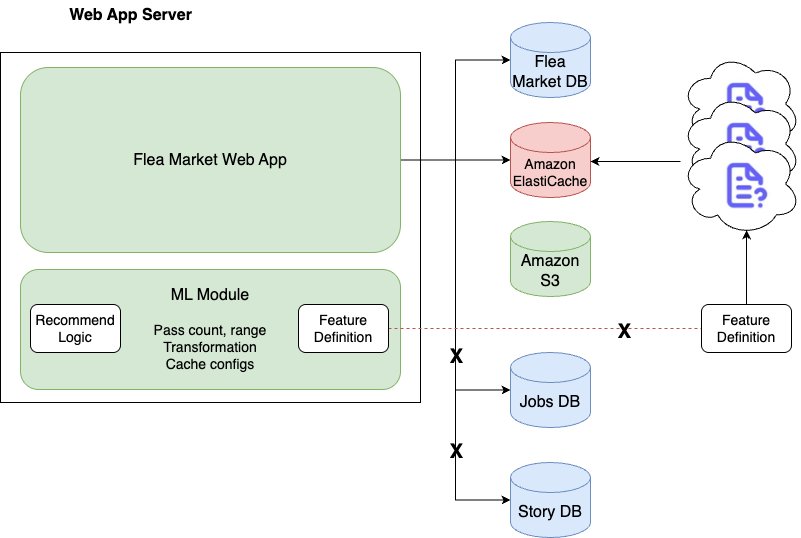 Web App Server
Flea Market Web App
ML Module
Recommend
Logic
Pass count, range
Transformation
Cache configs
Feature
Definition
Flea
Market DB
Amazon
ElastiCache
Amazon
S3
X
X
X
Jobs DB
Story DB
?
Feature
Definition